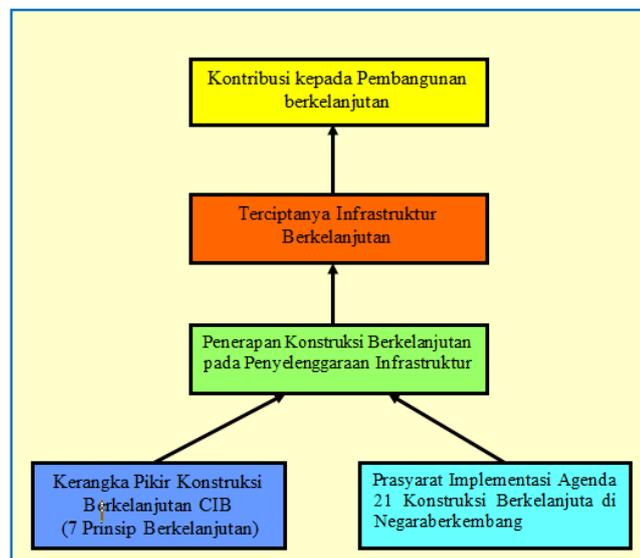 Kontribusi kepada Pembangunan
berkelanjutan
Terciptanya Infrastruktur
Berkelanjutan
Penerapan Konstruksi Berkelanjutan
pada Penyelenggaraan Infrastruktur
Kerangka Pikir Konstruksi
Berkelanjutan CIB
(7 Prinsip Berkelanjutan)
Prasyarat Implementasi Agenda
21 Konstruksi Berkelanjuta di
Negaraberkembang